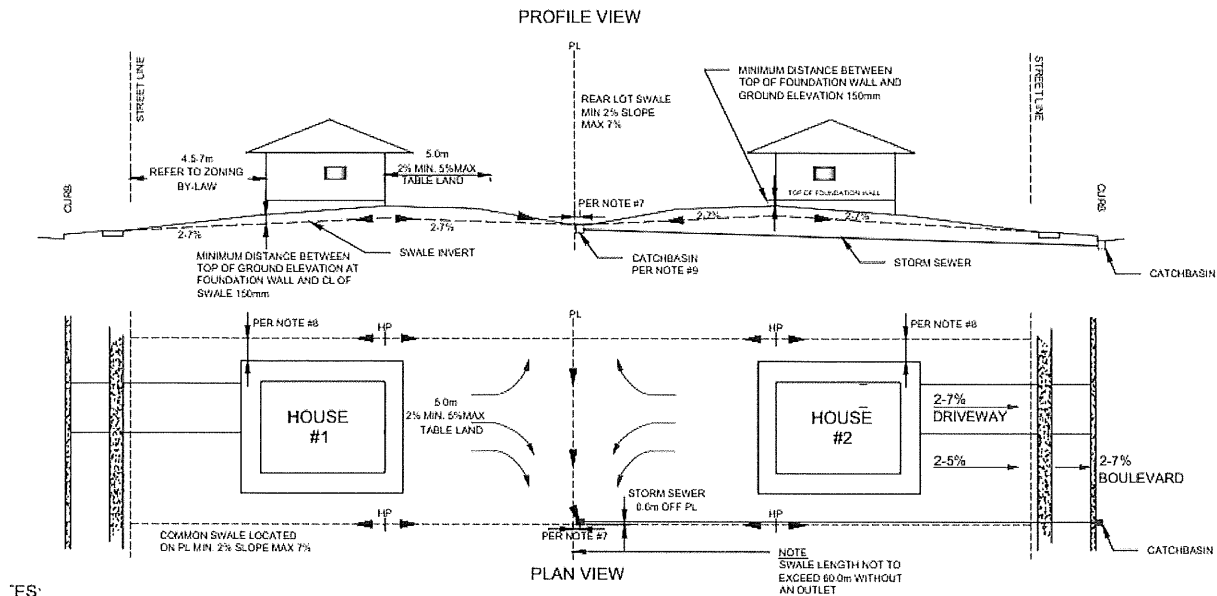 PROFILE VIEW
STREET LINE
PL
STREET LINE
MINIMUM DISTANCE BETWEEN
TOP OF FOUNDATION WALL AND
GROUND ELEVATION 150mm
REAR LOT SWALE
MIN 2% SLOPE
MAX 7%
4.5-7m
REFER TO ZONING
BY-LAW
5.0m
2% MIN. 5%MAX
TABLE LAND
CURB
PER NOTE #7
TOP OF FOUNDATION WALL
CURB
2-7%
2-7%
2-7%
2-7%
SWALE INVERT
MINIMUM DISTANCE BETWEEN
TOP OF GROUND ELEVATION AT
FOUNDATION WALL AND CL OF
SWALE 150mm
CATCHBASIN
PER NOTE #9
STORM SEWER
CATCHBASIN
PER NOTE #8
HP
PL
HP
PER NOTE #8
HOUSE
#1
5.0m
2% MIN. 5%MAX
TABLE LAND
HOUSE
#2
2-7%
DRIVEWAY
2-5%
2-7%
BOULEVARD
STORM SEWER
0.6m OFF PL
HP
HP
COMMON SWALE LOCATED
ON PL MIN. 2% SLOPE MAX 7%
PER NOTE #7
NOTE
SWALE LENGTH NOT TO
EXCEED 60.0m WITHOUT
AN OUTLET
CATCHBASIN
PLAN VIEW